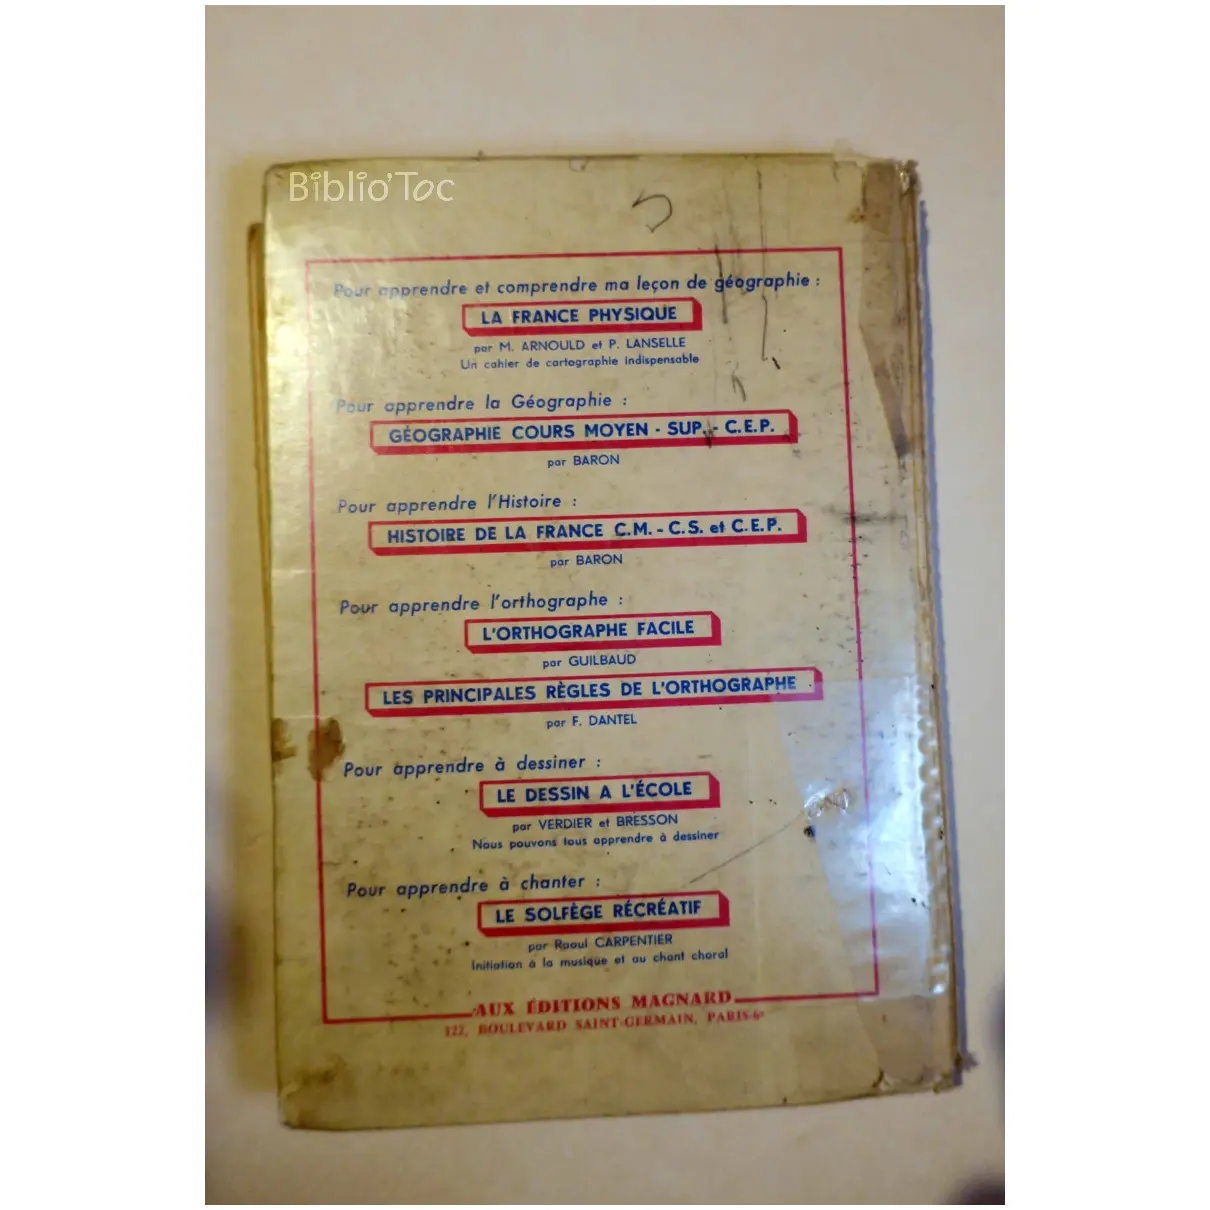 Biblio'Toc
Pour apprendre et comprendre ma leçon de géographie :
LA FRANCE PHYSIQUE
par M. ARNOULD et P. LANSELLE
Un cahier de cartographie indispensable
Pour apprendre la Géographie :
GÉOGRAPHIE COURS MOYEN - SUP. - C.E.P.
par BARON
Pour apprendre l'Histoire :
HISTOIRE DE LA FRANCE C.M. - C.S. et C.E.P.
par BARON
Pour apprendre l'orthographe :
L'ORTHOGRAPHE FACILE
par GUILBAUD
LES PRINCIPALES RÈGLES DE L'ORTHOGRAPHE
par F. DANTEL
Pour apprendre à dessiner :
LE DESSIN A L'ÉCOLE
par VERDIER et BRESSON
Nous pouvons tous apprendre à dessiner
Pour apprendre à chanter :
LE SOLFÈGE RÉCRÉATIF
par Raoul CARPENTIER
Initiation à la musique et au chant choral
AUX ÉDITIONS MAGNARD
122, BOULEVARD SAINT-GERMAIN, PARIS-6e